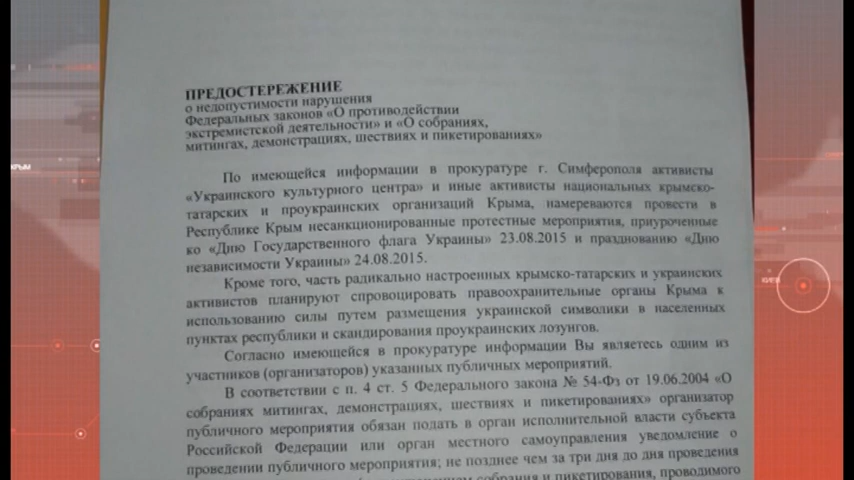 ПРЕДОСТЕРЕЖЕНИЕ
о недопустимости нарушения
Федеральных законов «О противодействии
экстремистской деятельности» и «О собраниях,
митингах, демонстрациях, шествиях и пикетированиях»
По имеющейся информации в прокуратуре г. Симферополя активисты
«Украинского культурного центра» и иные активисты национальных крымско-
татарских и проукраинских организаций Крыма, намереваются провести в
Республике Крым несанкционированные протестные мероприятия, приуроченные
ко «Дню Государственного флага Украины» 23.08.2015 и празднованию «Дню
независимости Украины» 24.08.2015.
Кроме того, часть радикально настроенных крымско-татарских и украинских
активистов планируют спровоцировать правоохранительные органы Крыма к
использованию силы путем размещения украинской символики в населенных
пунктах республики и скандирования проукраинских лозунгов.
Согласно имеющейся в прокуратуре информации Вы являетесь одним из
участников (организаторов) указанных публичных мероприятий.
В соответствии с п. 4 ст. 5 Федерального закона № 54-Фз от 19.06.2004 «О
собраниях митингах, демонстрациях, шествиях и пикетированиях» организатор
публичного мероприятия обязан подать в орган исполнительной власти субъекта
Российской Федерации или орган местного самоуправления уведомление о
проведении публичного мероприятия; не позднее чем за три дня до дня проведения
собрания и пикетирования, проводимого
КРЫМ
КИЕВ